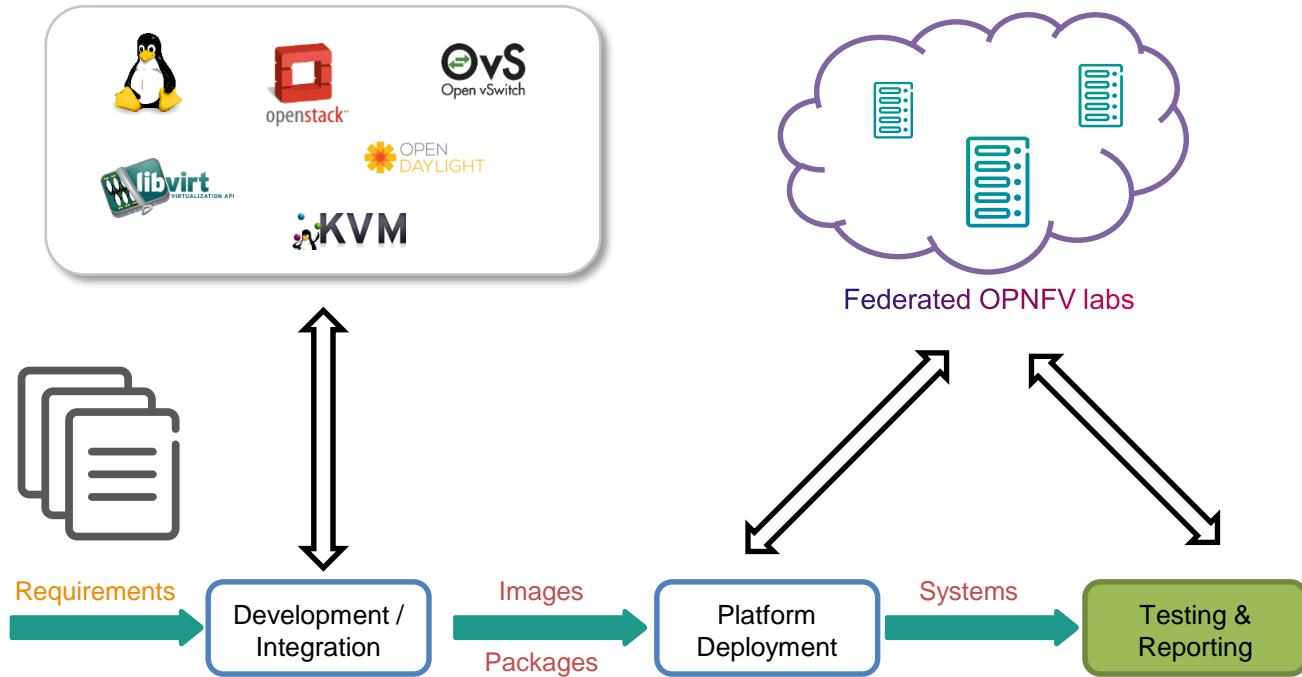 OvS
Open vSwitch
openstack™
OPEN
DAYLIGHT
libvirt
VIRTUALIZATION API
KVM
Federated OPNFV labs
Requirements
Development /
Integration
Images
Packages
Platform
Deployment
Systems
Testing &
Reporting